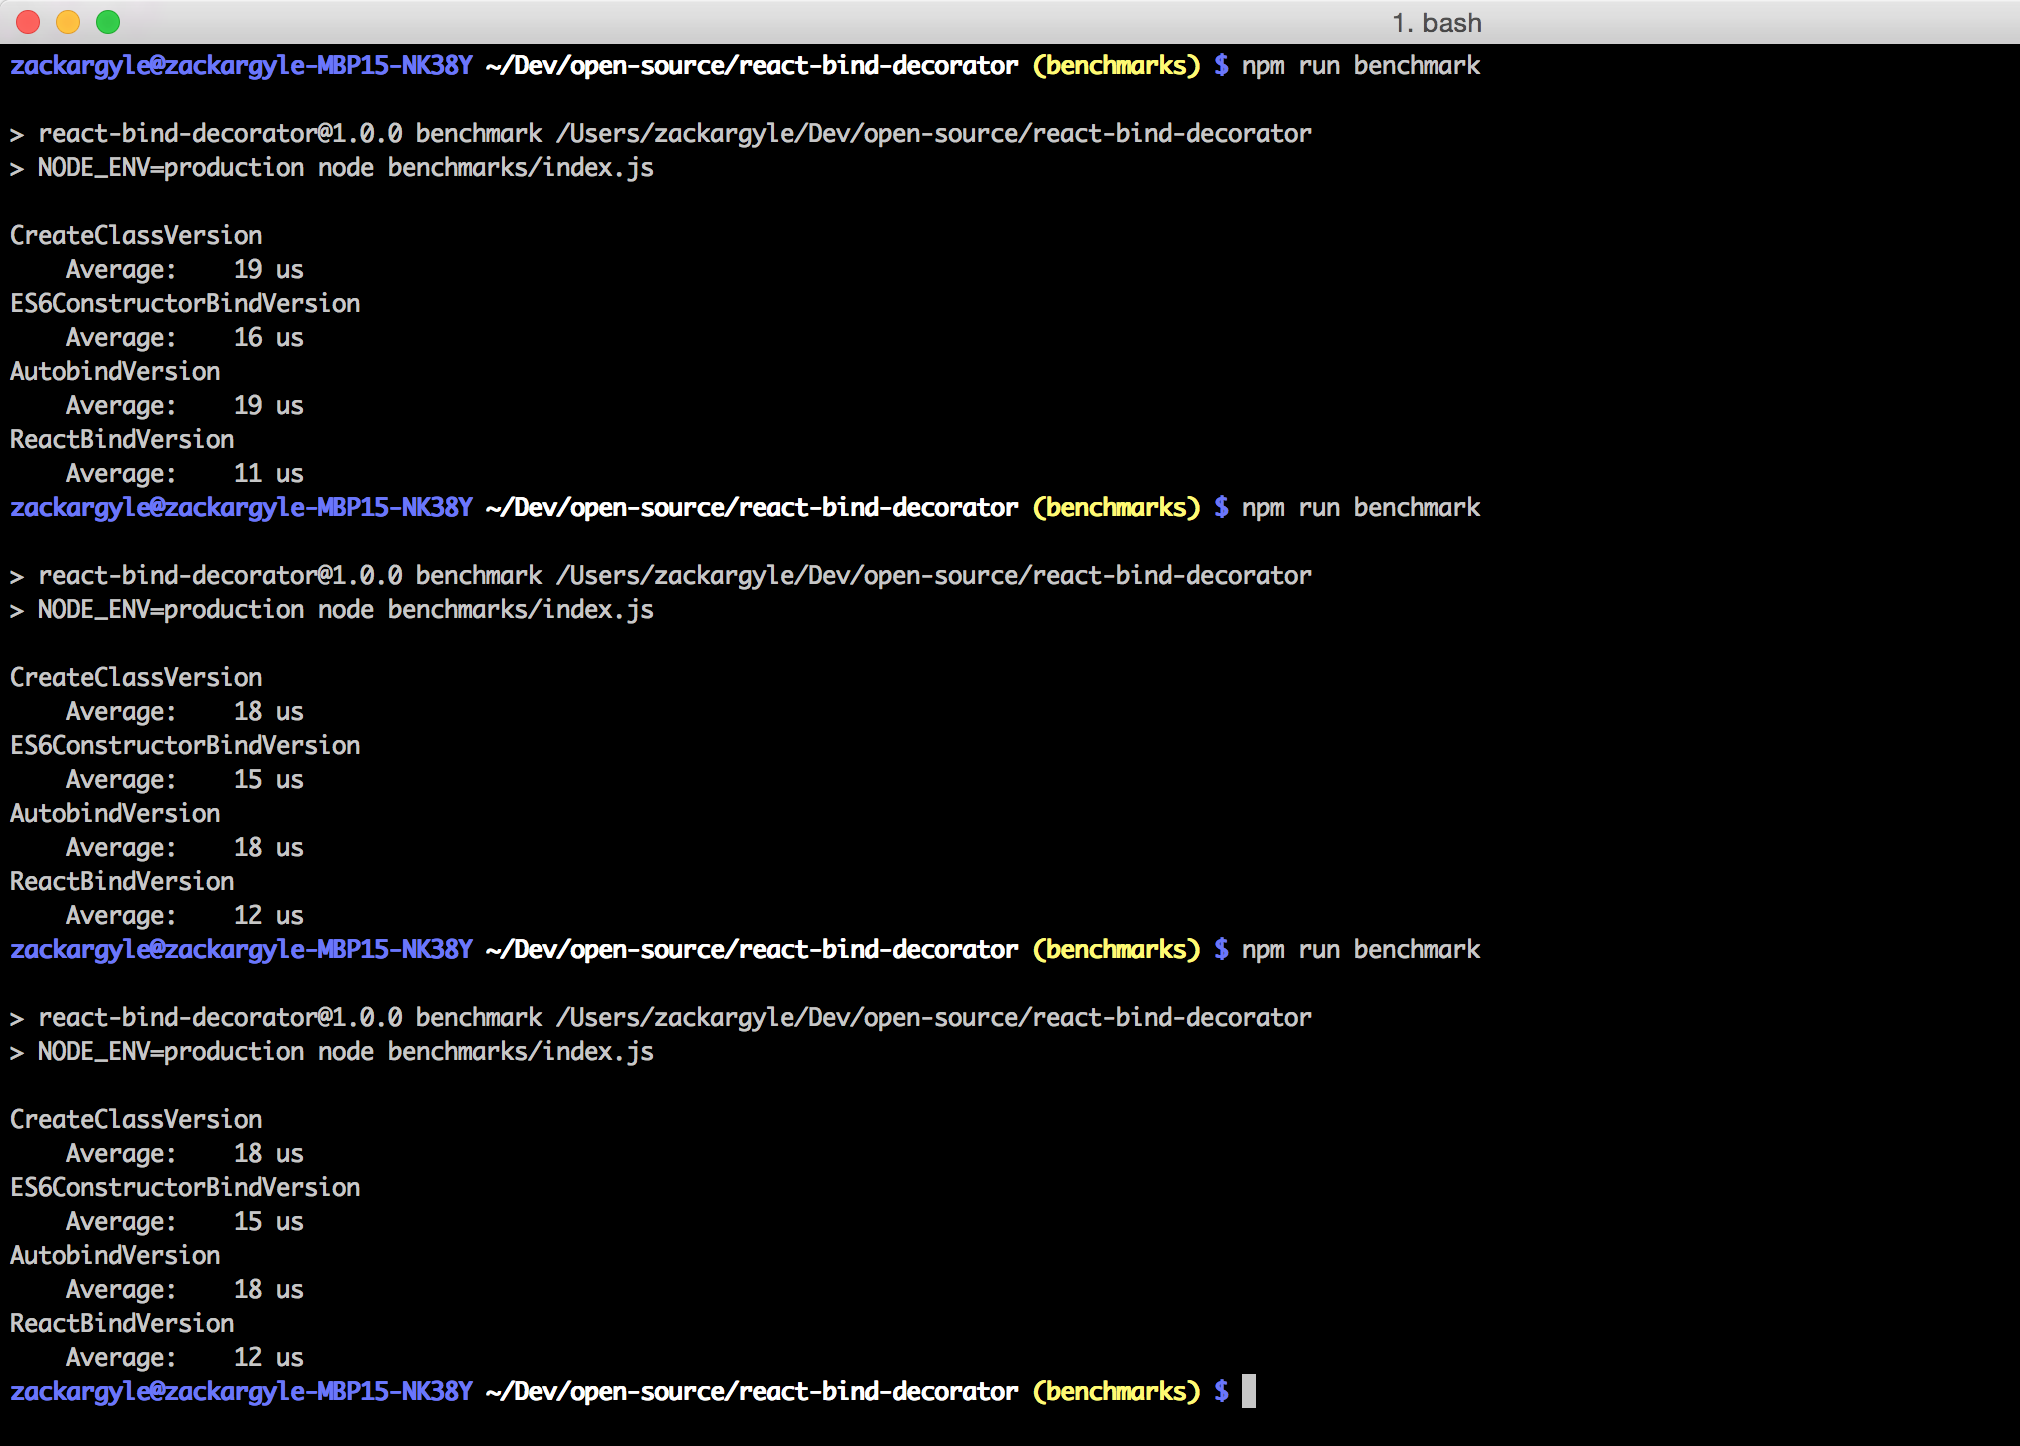 1. bash
zackargyle@zackargyle-MBP15-NK38Y ~/Dev/open-source/react-bind-decorator (benchmarks) $ npm run benchmark
> react-bind-decorator@1.0.0 benchmark /Users/zackargyle/Dev/open-source/react-bind-decorator
> NODE_ENV=production node benchmarks/index.js
CreateClassVersion
Average: 19 us
ES6ConstructorBindVersion
Average: 16 us
AutobindVersion
Average: 19 us
ReactBindVersion
Average: 11 us
zackargyle@zackargyle-MBP15-NK38Y ~/Dev/open-source/react-bind-decorator (benchmarks) $ npm run benchmark
> react-bind-decorator@1.0.0 benchmark /Users/zackargyle/Dev/open-source/react-bind-decorator
> NODE_ENV=production node benchmarks/index.js
CreateClassVersion
Average: 18 us
ES6ConstructorBindVersion
Average: 15 us
AutobindVersion
Average: 18 us
ReactBindVersion
Average: 12 us
zackargyle@zackargyle-MBP15-NK38Y ~/Dev/open-source/react-bind-decorator (benchmarks) $ npm run benchmark
> react-bind-decorator@1.0.0 benchmark /Users/zackargyle/Dev/open-source/react-bind-decorator
> NODE_ENV=production node benchmarks/index.js
CreateClassVersion
Average: 18 us
ES6ConstructorBindVersion
Average: 15 us
AutobindVersion
Average: 18 us
ReactBindVersion
Average: 12 us
zackargyle@zackargyle-MBP15-NK38Y ~/Dev/open-source/react-bind-decorator (benchmarks) $